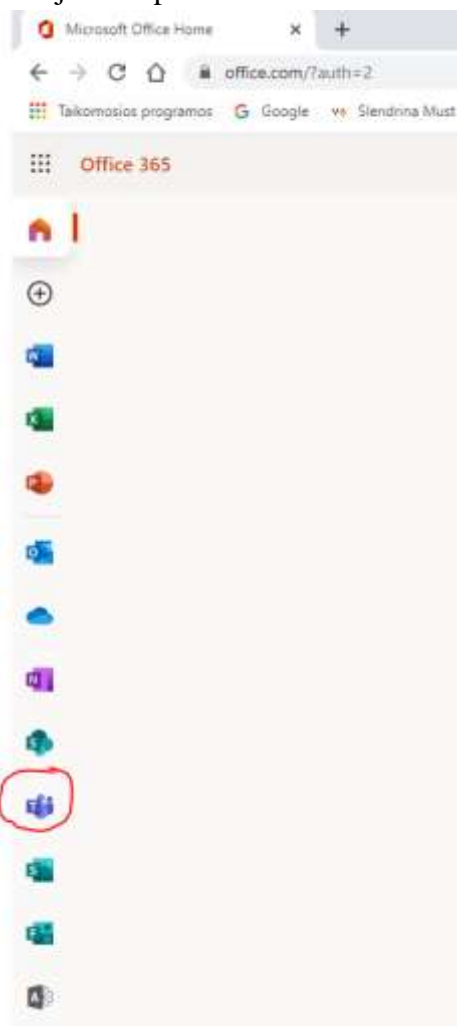 Microsoft Office Home
office.com/?auth=2
Taikomosios programos Google Slendrina Must
Office 365